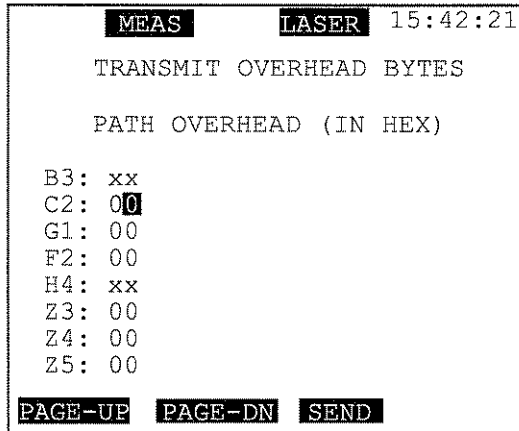 MEAS LASER 15:42:21
TRANSMIT OVERHEAD BYTES
PATH OVERHEAD (IN HEX)
B3: xx
C2: 00
G1: 00
F2: 00
H4: xx
Z3: 00
Z4: 00
Z5: 00
PAGE-UP PAGE-DN SEND